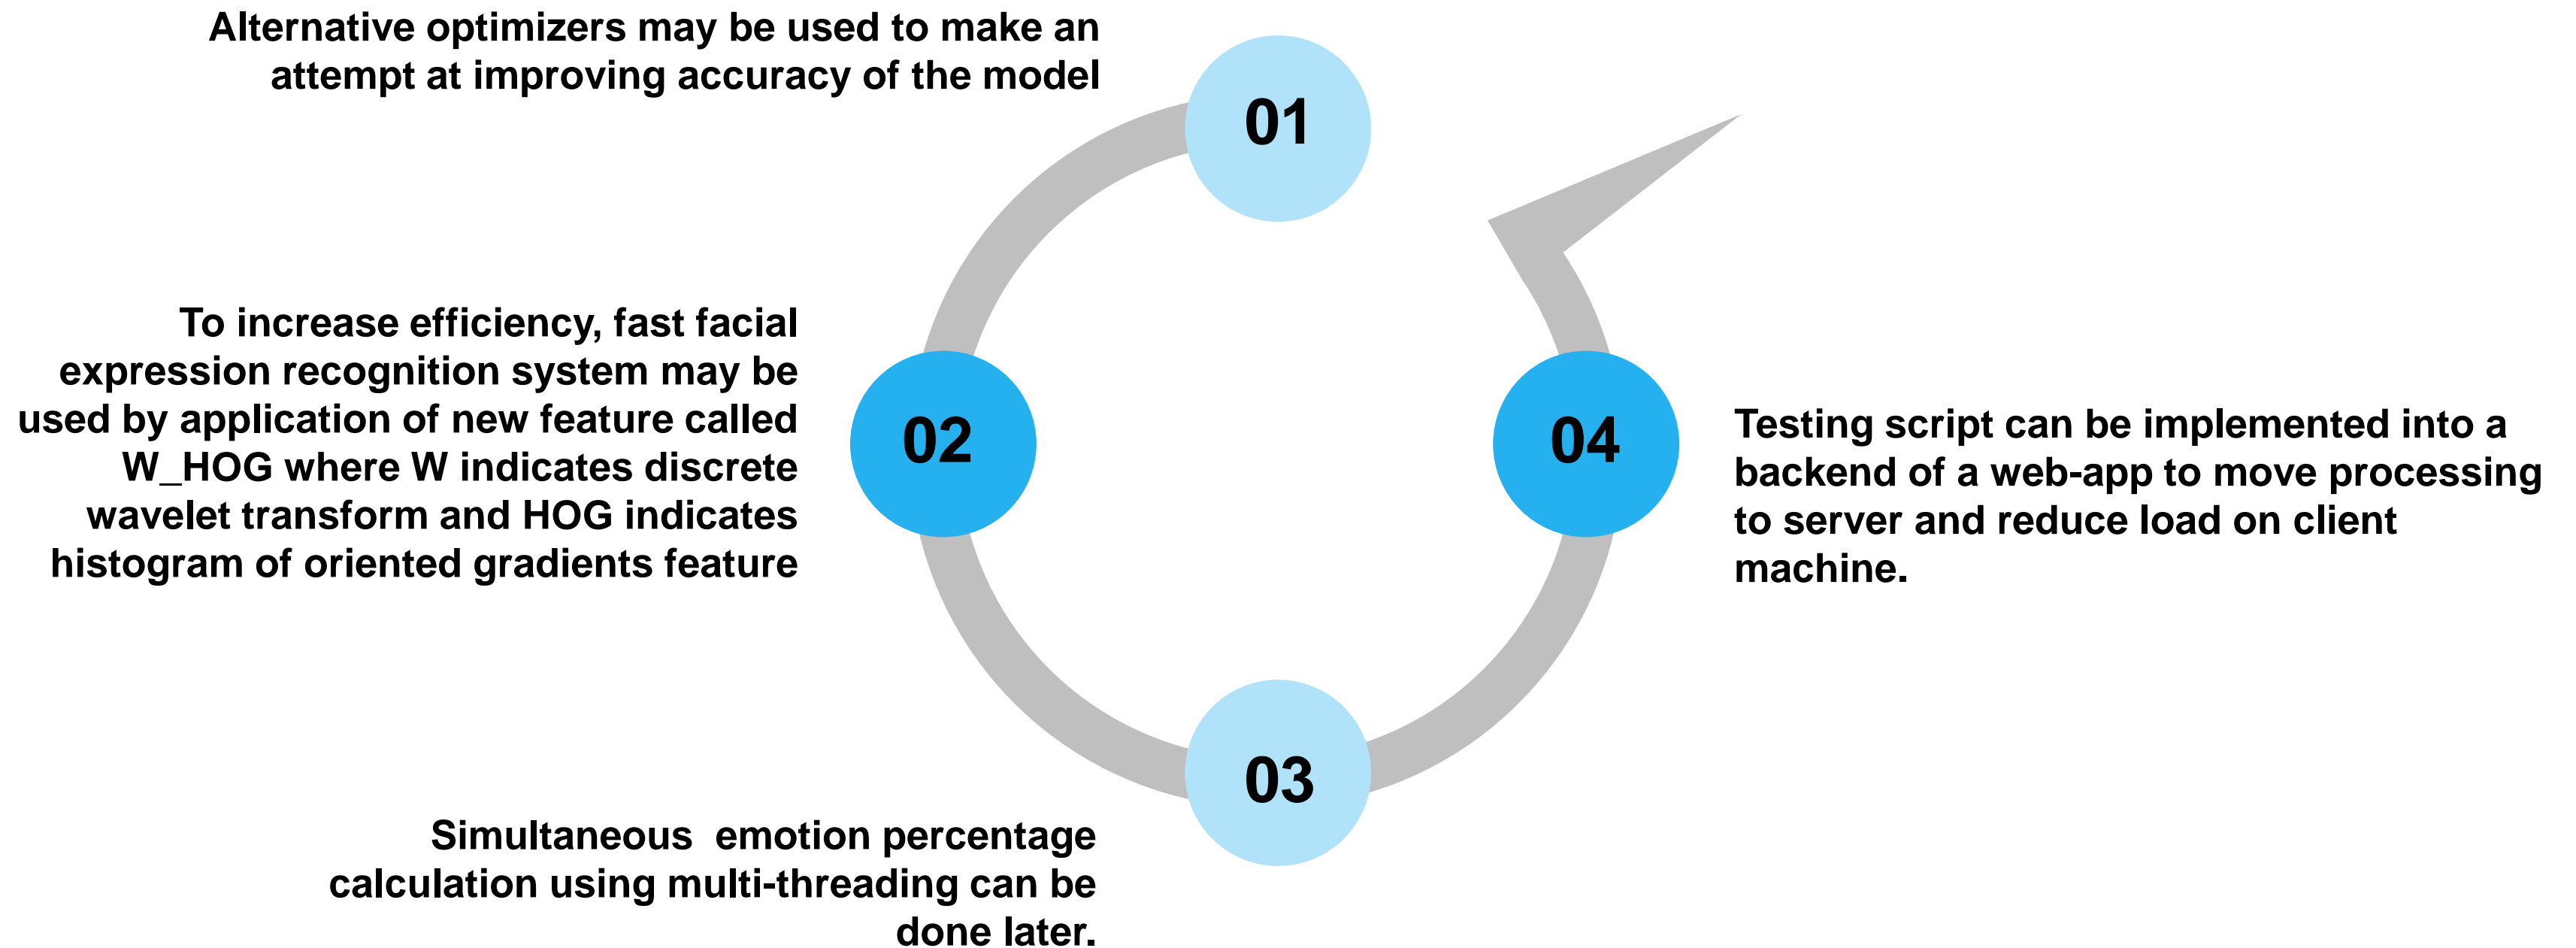 Alternative optimizers may be used to make an
attempt at improving accuracy of the model
01
To increase efficiency, fast facial
expression recognition system may be
used by application of new feature called
W_HOG where W indicates discrete
wavelet transform and HOG indicates
histogram of oriented gradients feature
02
Simultaneous  emotion percentage
calculation using multi-threading can be
done later.
03
04
Testing script can be implemented into a
backend of a web-app to move processing
to server and reduce load on client
machine.